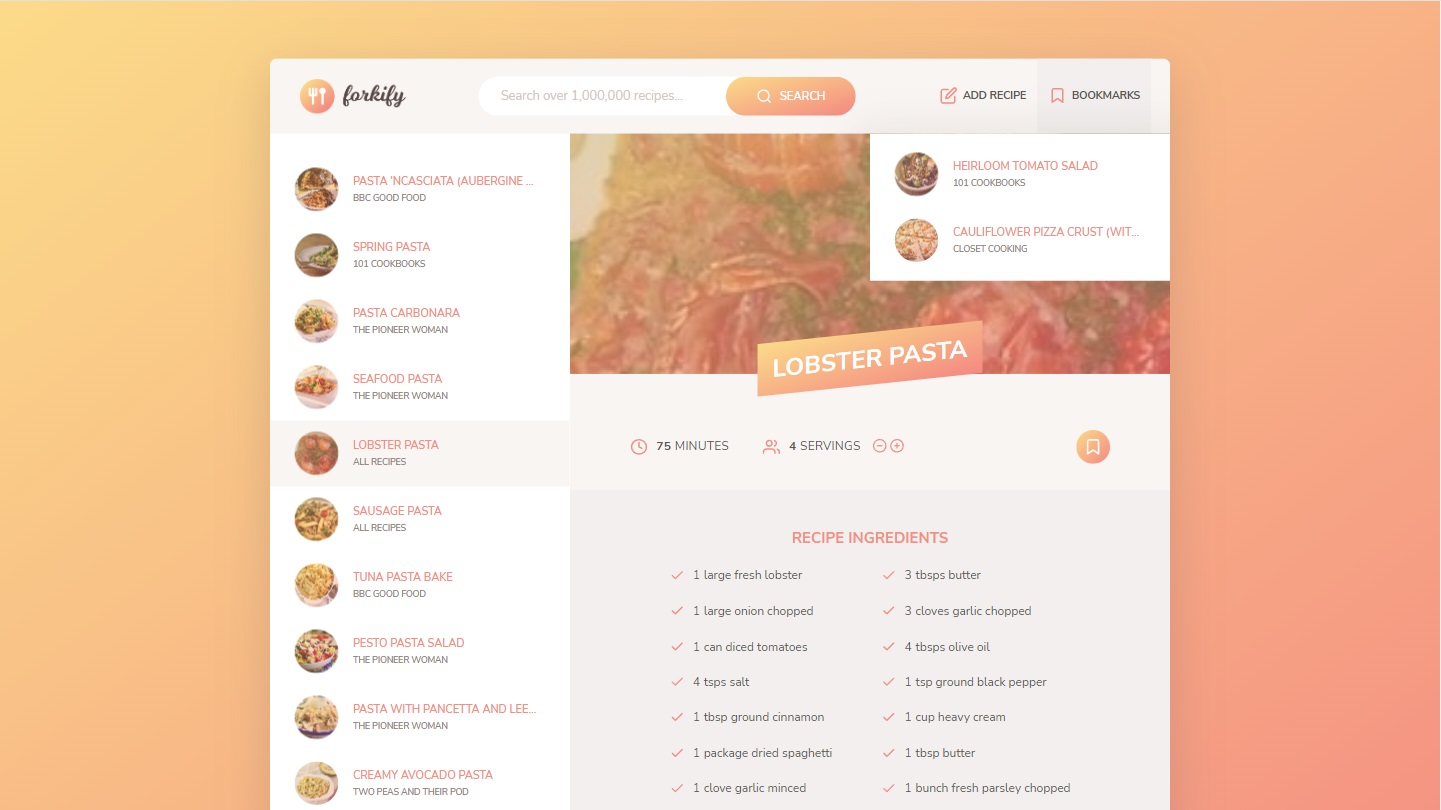 forkify
Search over 1,000,000 recipes...
SEARCH
ADD RECIPE
BOOKMARKS
PASTA 'NCASCIATA (AUBERGINE ...
BBC GOOD FOOD
SPRING PASTA
101 COOKBOOKS
PASTA CARBONARA
THE PIONEER WOMAN
SEAFOOD PASTA
THE PIONEER WOMAN
LOBSTER PASTA
ALL RECIPES
SAUSAGE PASTA
ALL RECIPES
TUNA PASTA BAKE
BBC GOOD FOOD
PESTO PASTA SALAD
THE PIONEER WOMAN
PASTA WITH PANCETTA AND LEE...
THE PIONEER WOMAN
CREAMY AVOCADO PASTA
TWO PEAS AND THEIR POD
HEIRLOOM TOMATO SALAD
101 COOKBOOKS
CAULIFLOWER PIZZA CRUST (WIT...
CLOSET COOKING
LOBSTER PASTA
75 MINUTES
4 SERVINGS
RECIPE INGREDIENTS
1 large fresh lobster
3 tbsps butter
1 large onion chopped
3 cloves garlic chopped
1 can diced tomatoes
4 tbsps olive oil
4 tsps salt
1 tsp ground black pepper
1 tbsp ground cinnamon
1 cup heavy cream
1 package dried spaghetti
1 tbsp butter
1 clove garlic minced
1 bunch fresh parsley chopped